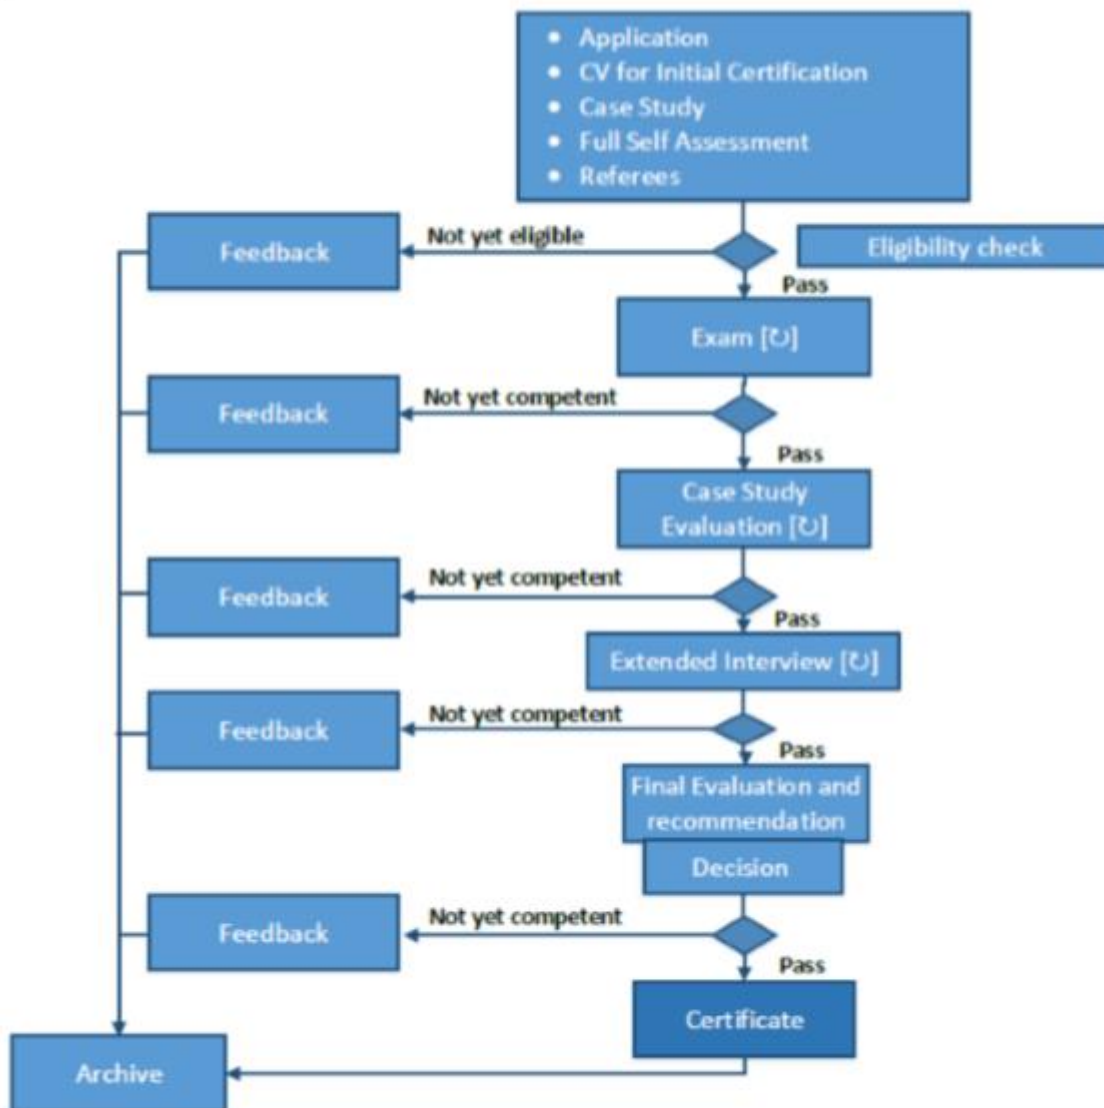 • Application
• CV for Initial Certification
• Case Study
• Full Self Assessment
• Referees
Feedback
Not yet eligible
Eligibility check
Pass
Exam [↻]
Feedback
Not yet competent
Pass
Case Study
Evaluation [↻]
Feedback
Not yet competent
Pass
Extended Interview [↻]
Feedback
Not yet competent
Pass
Final Evaluation and
recommendation
Decision
Feedback
Not yet competent
Pass
Certificate
Archive